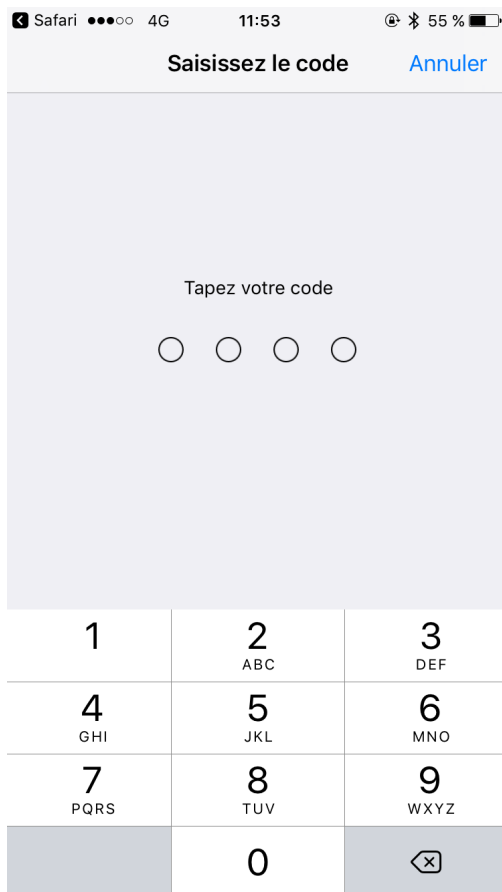 Safari 4G 11:53 55 %
Saisissez le code Annuler
Tapez votre code
1 2 3
ABC DEF
4 5 6
GHI JKL MNO
7 8 9
PQRS TUV WXYZ
0